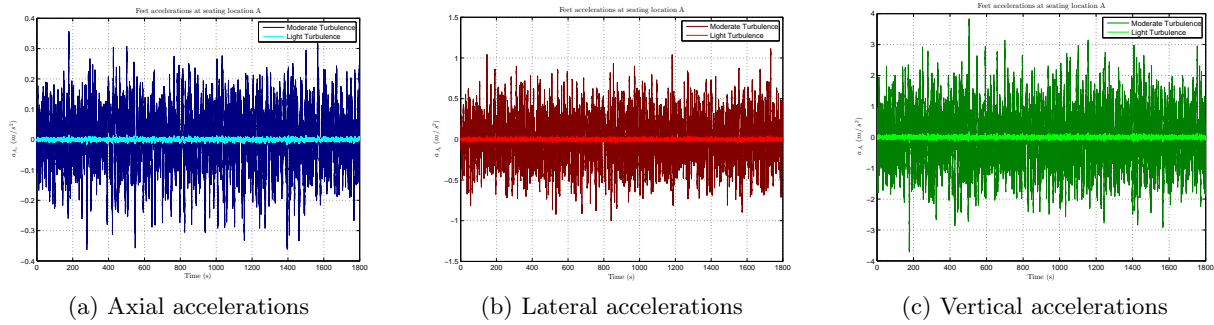 Feet accelerations at seating location A
Moderate Turbulence
Light Turbulence
0.4
0.3
0.2
0.1
0
−0.1
−0.2
−0.3
−0.4
(m/s²)
0 200 400 600 800 1000 1200 1400 1600 1800
Time (s)
(a) Axial accelerations
Feet accelerations at seating location A
Moderate Turbulence
Light Turbulence
1.5
1
0.5
0
−0.5
−1
−1.5
(m/s²)
0 200 400 600 800 1000 1200 1400 1600 1800
Time (s)
(b) Lateral accelerations
Feet accelerations at seating location A
Moderate Turbulence
Light Turbulence
4
3
2
1
0
−1
−2
−3
−4
(m/s²)
0 200 400 600 800 1000 1200 1400 1600 1800
Time (s)
(c) Vertical accelerations